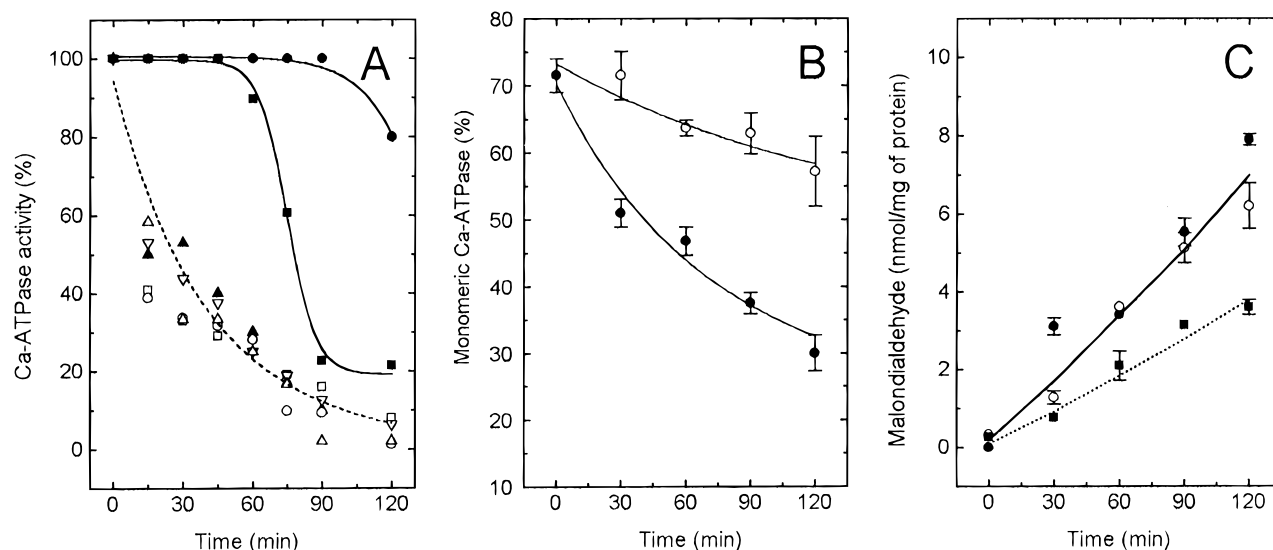 A
Ca-ATPase activity (%)
100
80
60
40
20
0
0 30 60 90 120
Time (min)
B
Monomeric Ca-ATPase (%)
80
70
60
50
40
30
20
10
0 30 60 90 120
Time (min)
C
Malondialdehyde (nmol/mg of protein)
10
8
6
4
2
0
0 30 60 90 120
Time (min)